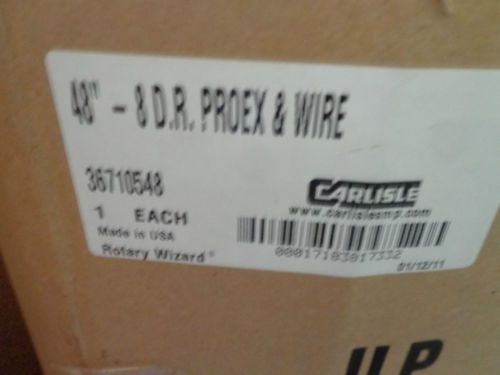 48" - 8 D.R. PROEX & WIRE
36710548
1 EACH
Made in USA
Rotary Wizard®
CARLISLE
www.carlislesmp.com
00017183017332
01/12/11
U.P